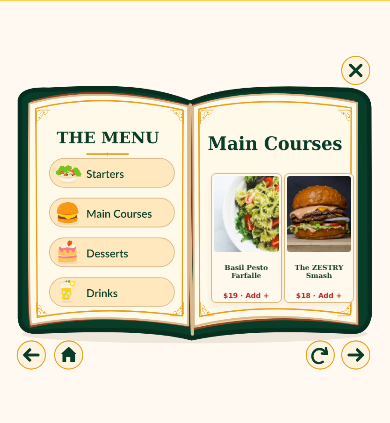 THE MENU
Starters
Main Courses
Desserts
Drinks
Main Courses
Basil Pesto
Farfalle
$19 · Add +
The ZESTRY
Smash
$18 · Add +